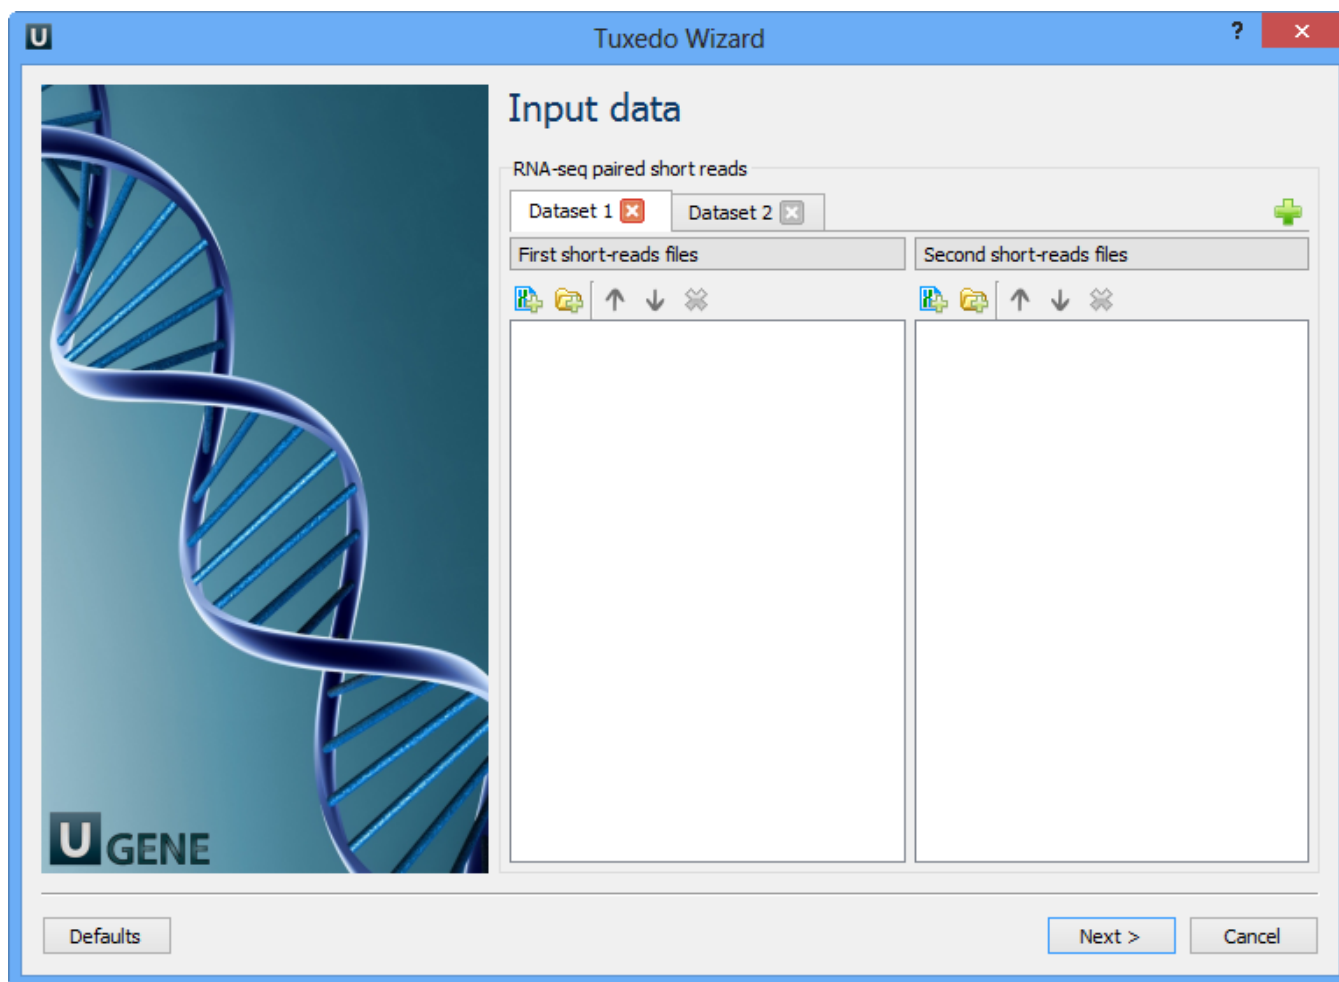 U
Tuxedo Wizard
?
Input data
RNA-seq paired short reads
Dataset 1
Dataset 2
First short-reads files
Second short-reads files
U GENE
Defaults
Next >
Cancel